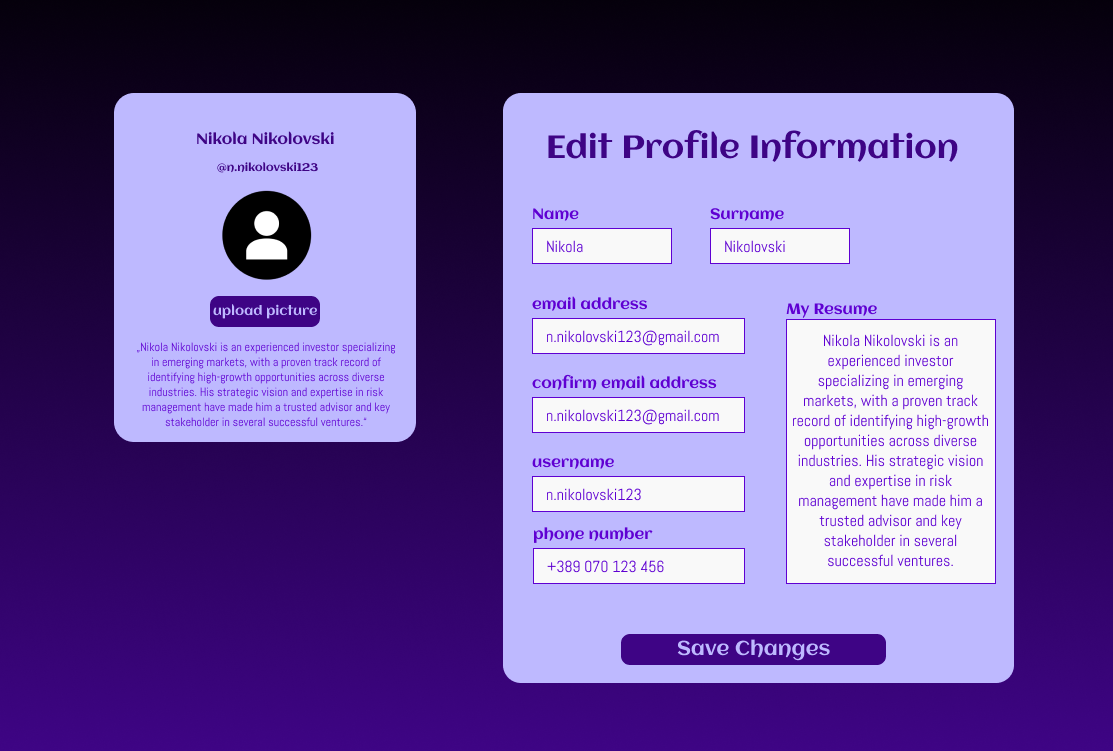 Nikola Nikolovski
@n.nikolovski123
upload picture
„Nikola Nikolovski is an experienced investor specializing
in emerging markets, with a proven track record of
identifying high-growth opportunities across diverse
industries. His strategic vision and expertise in risk
management have made him a trusted advisor and key
stakeholder in several successful ventures.“
Edit Profile Information
Name
Surname
Nikola
Nikolovski
email address
n.nikolovski123@gmail.com
confirm email address
n.nikolovski123@gmail.com
username
n.nikolovski123
phone number
+389 070 123 456
My Resume
Nikola Nikolovski is an
experienced investor
specializing in emerging
markets, with a proven track
record of identifying high-growth
opportunities across diverse
industries. His strategic vision
and expertise in risk
management have made him a
trusted advisor and key
stakeholder in several
successful ventures.
Save Changes